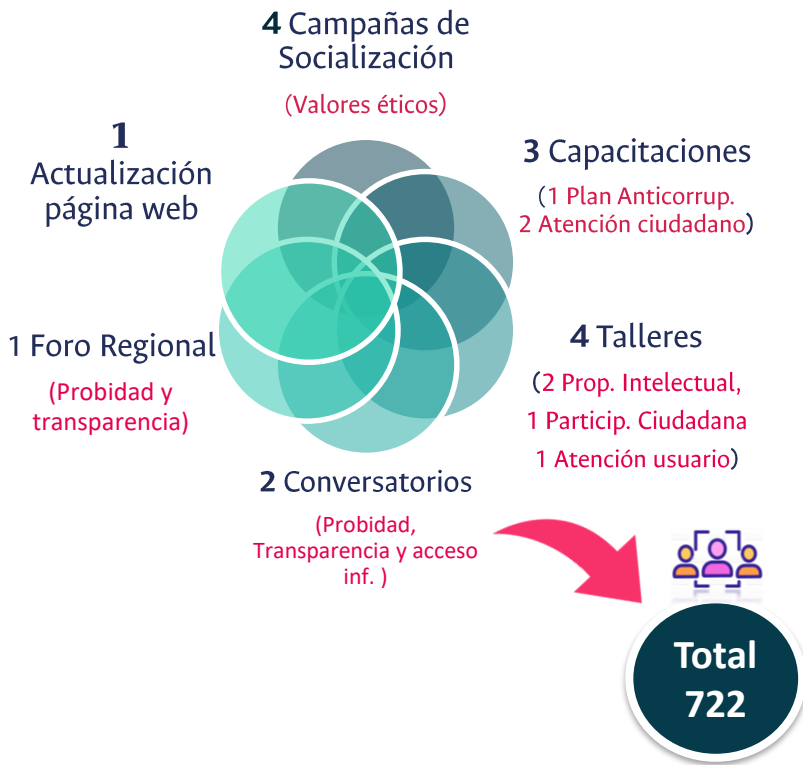 4 Campañas de
Socialización
(Valores éticos)
1
Actualización
página web
3 Capacitaciones
(1 Plan Anticorrup.
2 Atención ciudadano)
1 Foro Regional
(Probidad y
transparencia)
4 Talleres
(2 Prop. Intelectual,
1 Particip. Ciudadana
1 Atención usuario)
2 Conversatorios
(Probidad,
Transparencia y acceso
inf. )
Total
722